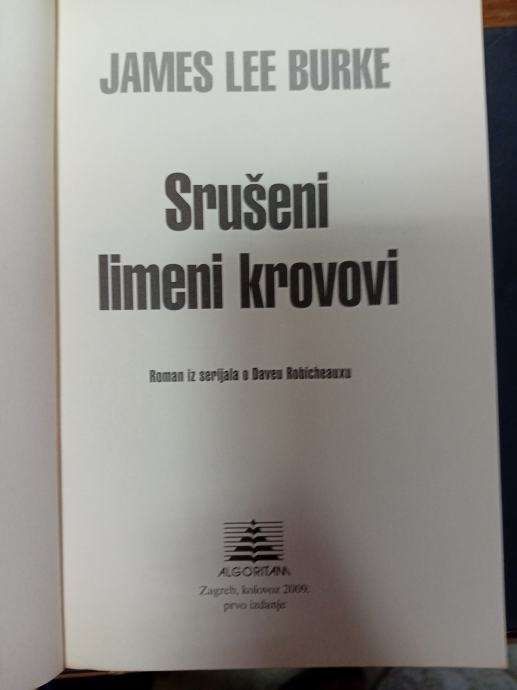 JAMES LEE BURKE
Srušeni
limeni krovovi
Roman iz serijala o Daveu Robicheauxu
ALGORITAM
Zagreb, kolovoz 2009.
prvo izdanje